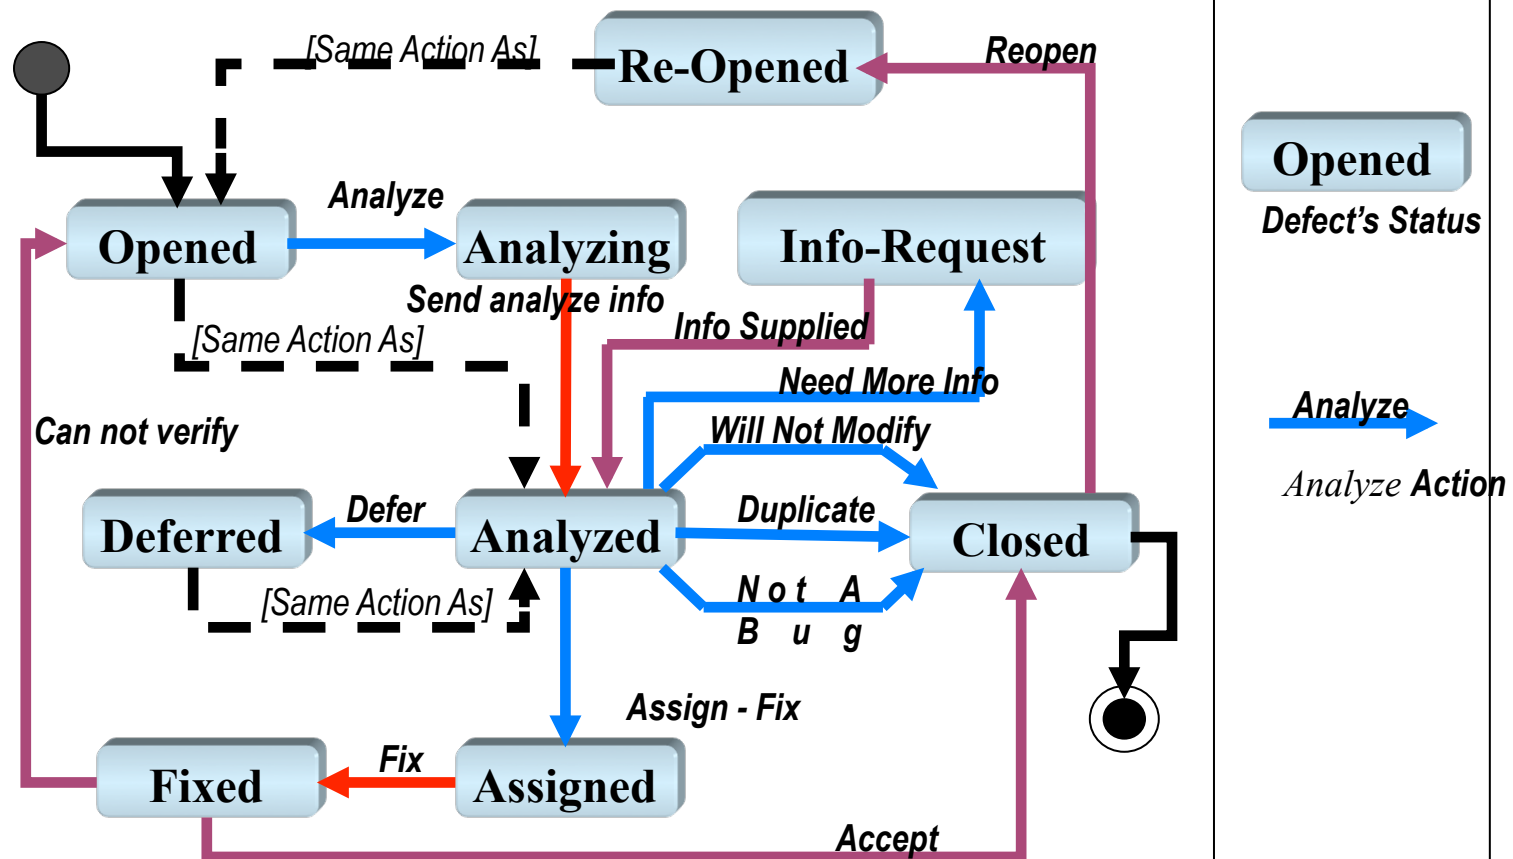 [Same Action As]
Re-Opened
Reopen
Opened
Defect's Status
Analyze
Opened
Analyzing
Info-Request
Send analyze info
[Same Action As]
Info Supplied
Need More Info
Analyze
Analyze Action
Can not verify
Will Not Modify
Deferred
Defer
Analyzed
Duplicate
Closed
[Same Action As]
Not A
Bug
Assign - Fix
Fixed
Fix
Assigned
Accept